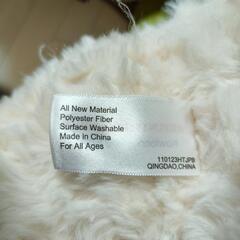 All New Material
Polyester Fiber
Surface Washable
Made In China
For All Ages
110123HTJPB
QINGDAO,CHINA